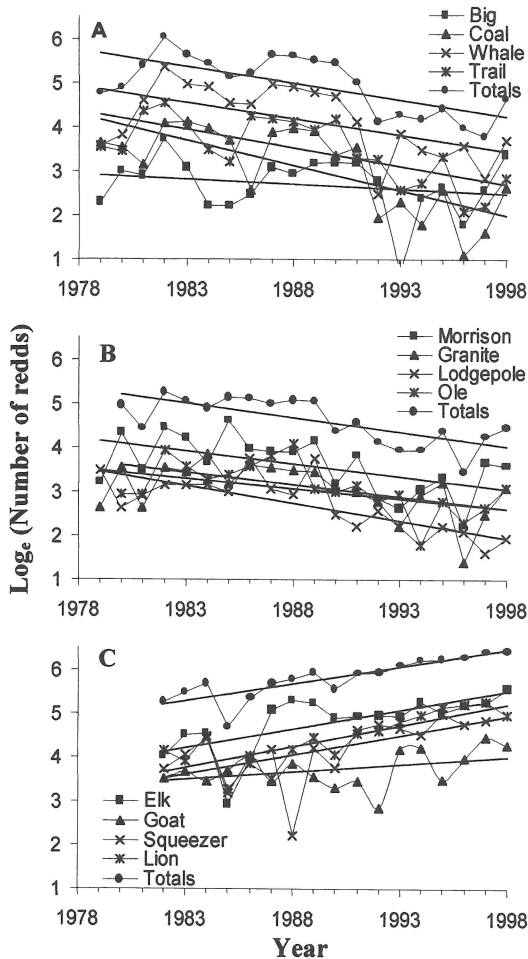 A
Big
Coal
Whale
Trail
Totals
6
5
4
3
2
1
1978 1983 1988 1993 1998
B
Morrison
Granite
Lodgepole
Ole
Totals
6
5
4
3
2
1
1978 1983 1988 1993 1998
Logₑ (Number of redds)
C
6
5
4
3
2
1
Elk
Goat
Squeezer
Lion
Totals
1978 1983 1988 1993 1998
Year